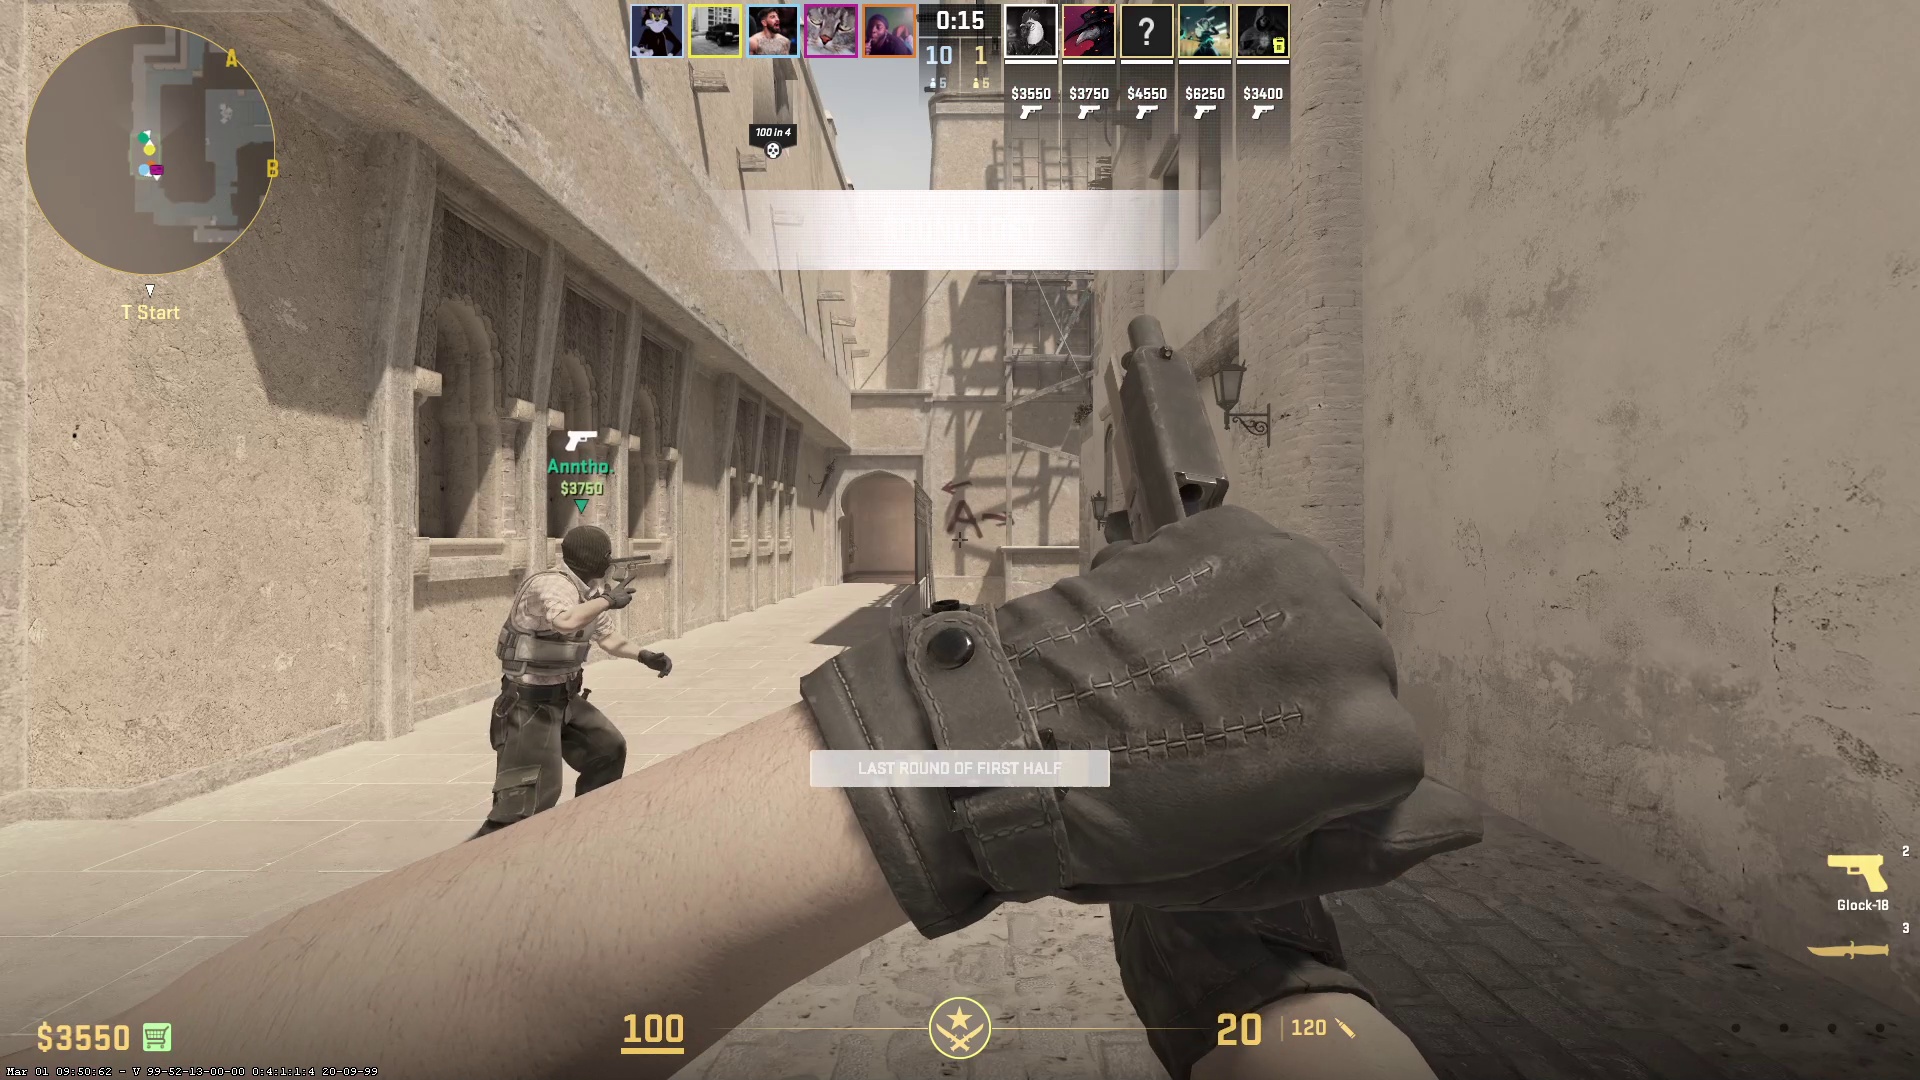 A
B
T Start
0:15
10 1
5 5
?
$3550 $3750 $4550 $6250 $3400
100 in 4
Anntho.
$3750
A
LAST ROUND OF FIRST HALF
2
Glock-18
3
$3550
100
20 120
Mar 01 09:50:62 - V 99-52-13-00-00 0:4:1:1:4 20-09-99